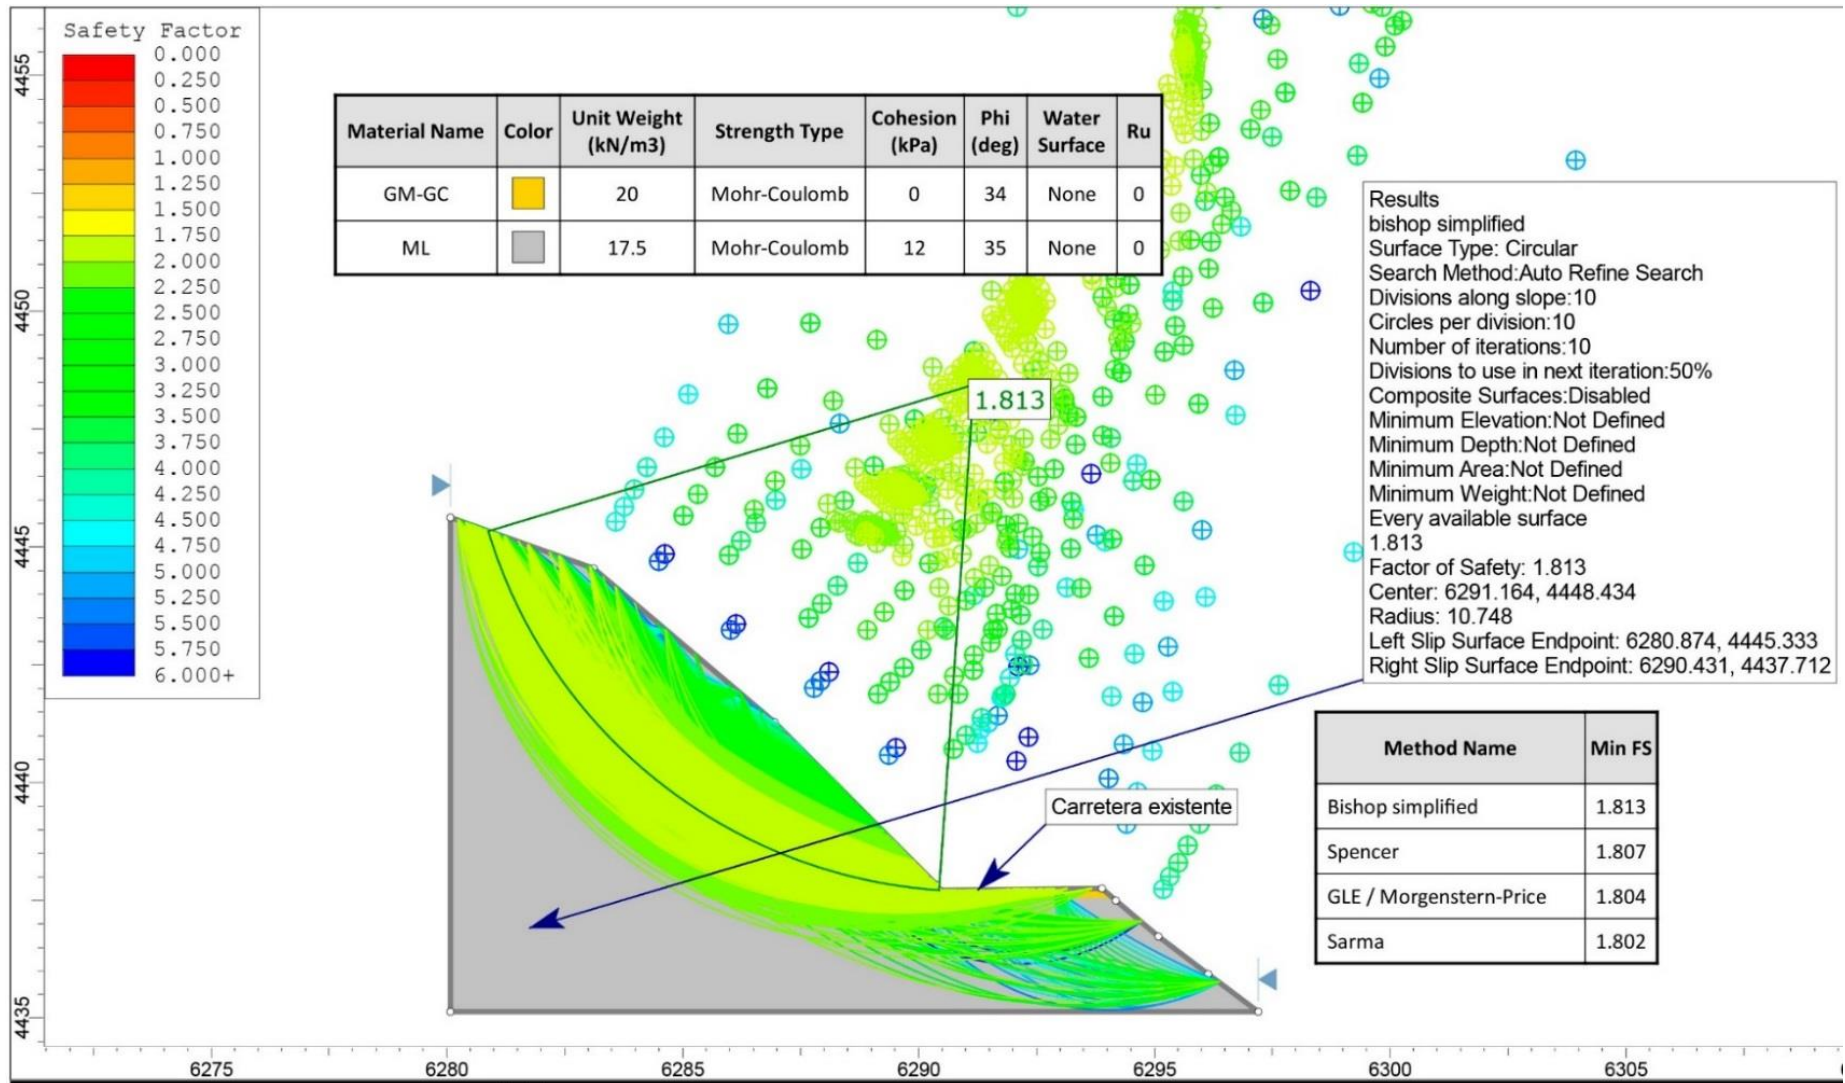 Safety Factor
0.000
0.250
0.500
0.750
1.000
1.250
1.500
1.750
2.000
2.250
2.500
2.750
3.000
3.250
3.500
3.750
4.000
4.250
4.500
4.750
5.000
5.250
5.500
5.750
6.000+
Material Name Color Unit Weight (kN/m3) Strength Type Cohesion (kPa) Phi (deg) Water Surface Ru
GM-GC 20 Mohr-Coulomb 0 34 None 0
ML 17.5 Mohr-Coulomb 12 35 None 0
Results
bishop simplified
Surface Type: Circular
Search Method:Auto Refine Search
Divisions along slope:10
Circles per division:10
Number of iterations:10
Divisions to use in next iteration:50%
Composite Surfaces:Disabled
Minimum Elevation:Not Defined
Minimum Depth:Not Defined
Minimum Area:Not Defined
Minimum Weight:Not Defined
Every available surface
1.813
Factor of Safety: 1.813
Center: 6291.164, 4448.434
Radius: 10.748
Left Slip Surface Endpoint: 6280.874, 4445.333
Right Slip Surface Endpoint: 6290.431, 4437.712
1.813
Carretera existente
Method Name Min FS
Bishop simplified 1.813
Spencer 1.807
GLE / Morgenstern-Price 1.804
Sarma 1.802
4455
4450
4445
4440
4435
6275 6280 6285 6290 6295 6300 6305